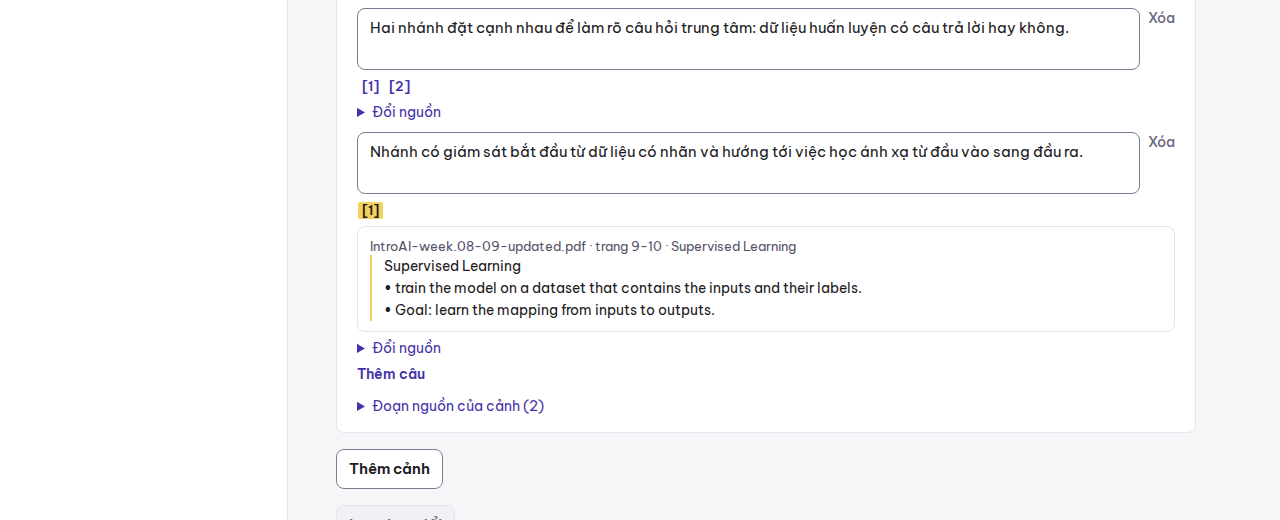 Hai nhánh đặt cạnh nhau để làm rõ câu hỏi trung tâm: dữ liệu huấn luyện có câu trả lời hay không.
Xóa
[1] [2]
▶ Đổi nguồn
Nhánh có giám sát bắt đầu từ dữ liệu có nhãn và hướng tới việc học ánh xạ từ đầu vào sang đầu ra.
Xóa
[1]
IntroAI-week.08-09-updated.pdf · trang 9-10 · Supervised Learning
Supervised Learning
• train the model on a dataset that contains the inputs and their labels.
• Goal: learn the mapping from inputs to outputs.
▶ Đổi nguồn
Thêm câu
▶ Đoạn nguồn của cảnh (2)
Thêm cảnh